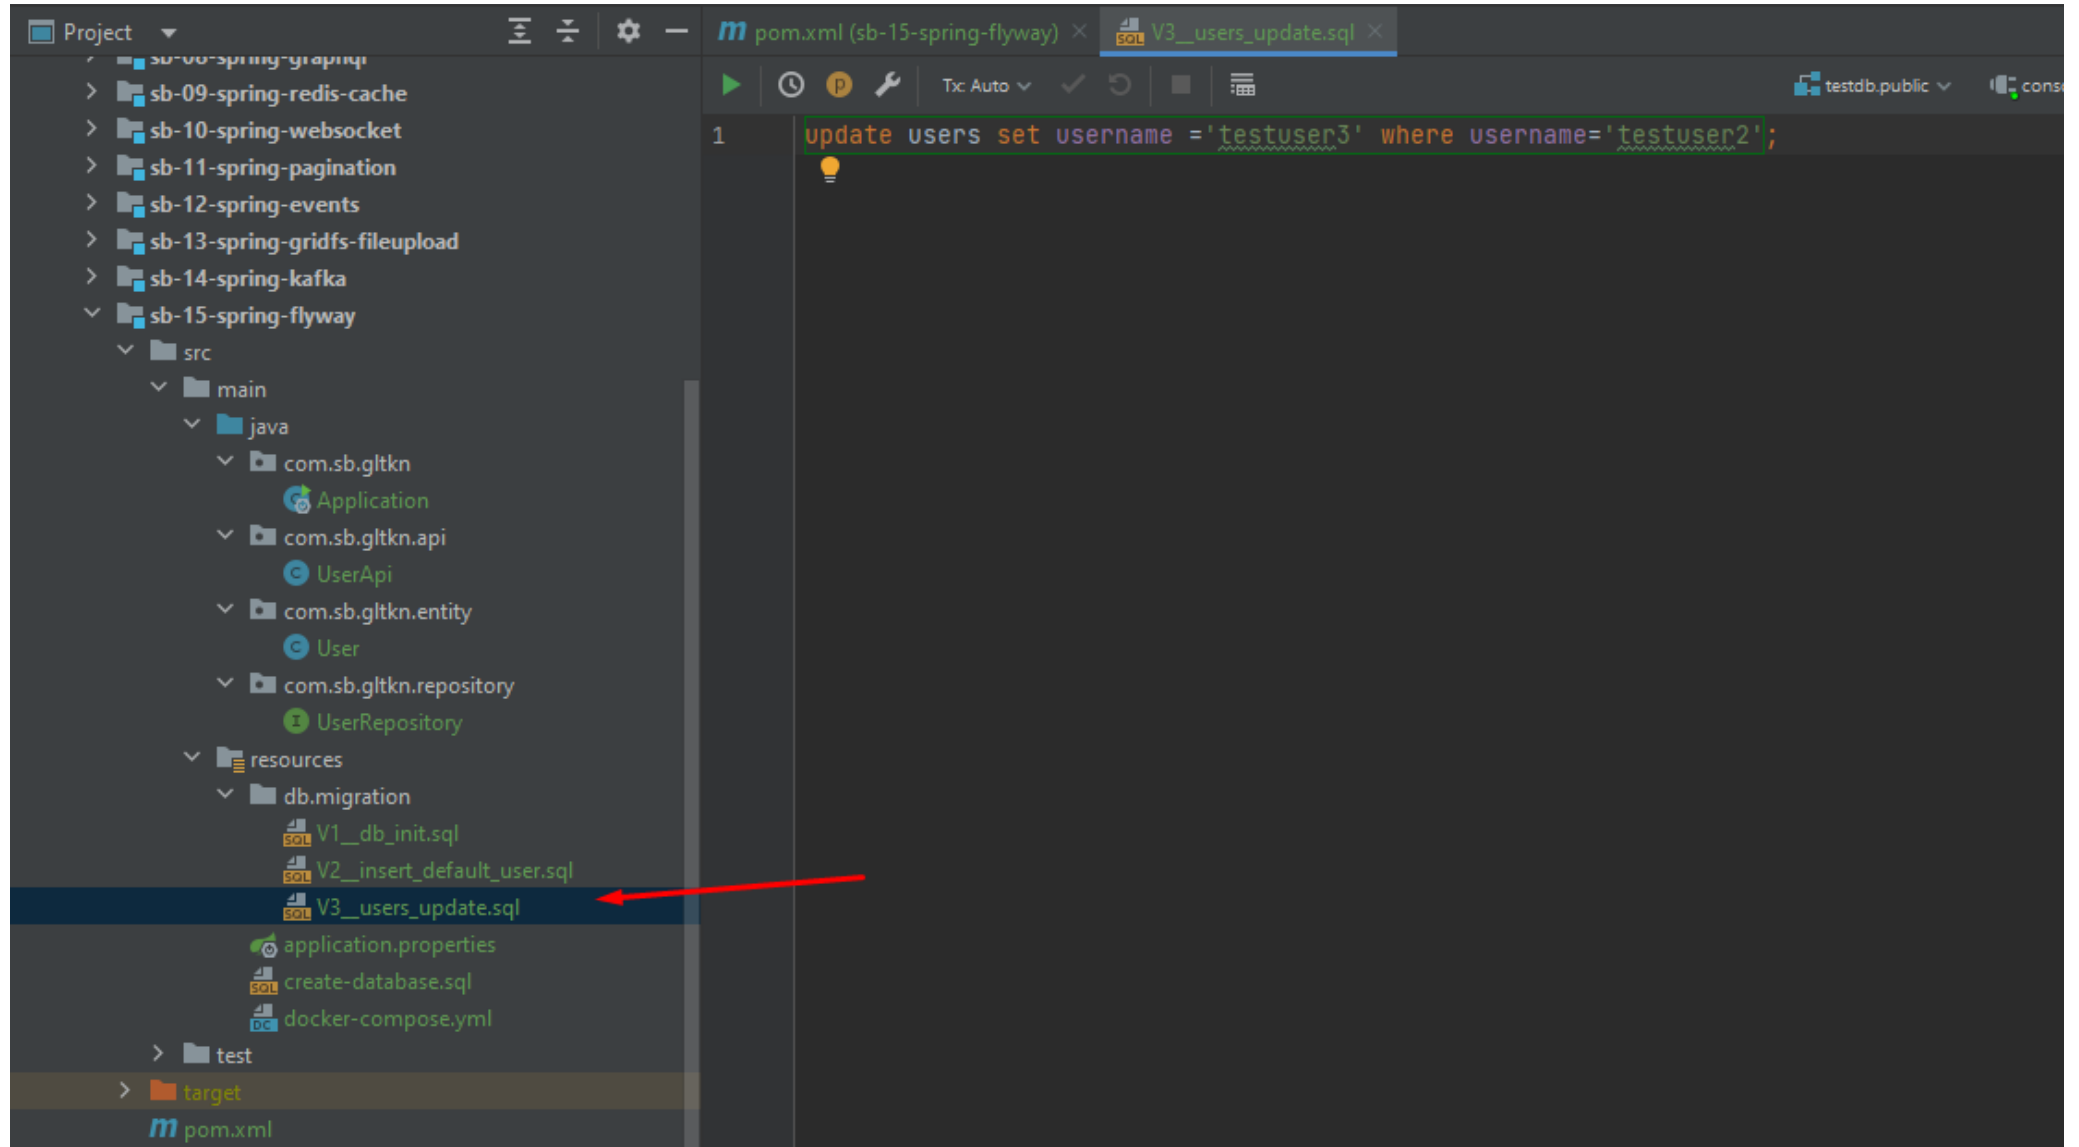 Project
pom.xml (sb-15-spring-flyway)
V3__users_update.sql
Tx: Auto
testdb.public
sb-08-spring-graphql
sb-09-spring-redis-cache
sb-10-spring-websocket
sb-11-spring-pagination
sb-12-spring-events
sb-13-spring-gridfs-fileupload
sb-14-spring-kafka
sb-15-spring-flyway
src
main
java
com.sb.gltkn
Application
com.sb.gltkn.api
UserApi
com.sb.gltkn.entity
User
com.sb.gltkn.repository
UserRepository
resources
db.migration
V1__db_init.sql
V2__insert_default_user.sql
V3__users_update.sql
application.properties
create-database.sql
docker-compose.yml
test
target
pom.xml
1
update users set username ='testuser3' where username='testuser2';